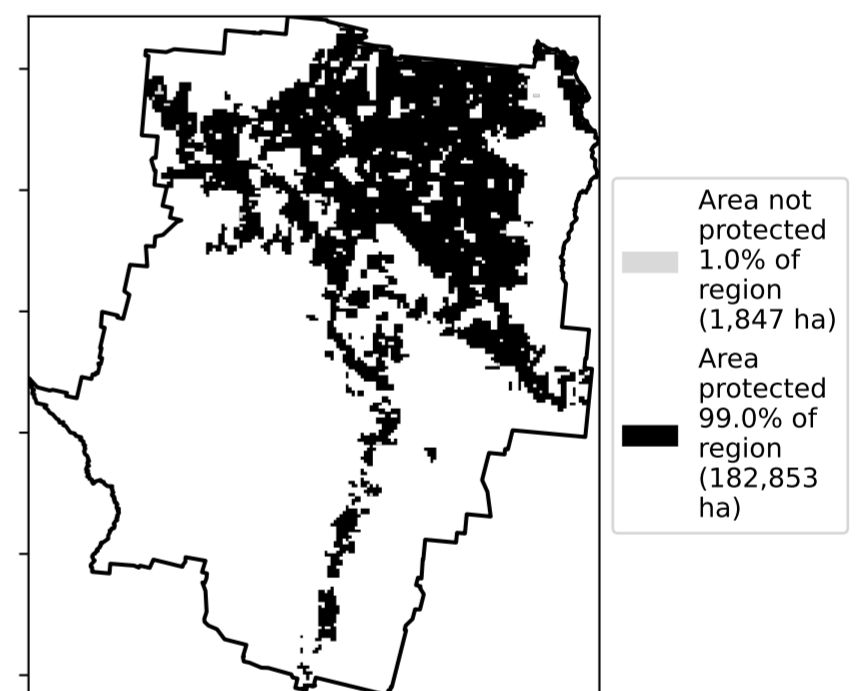 Area not
protected
1.0% of
region
(1,847 ha)
Area
protected
99.0% of
region
(182,853
ha)